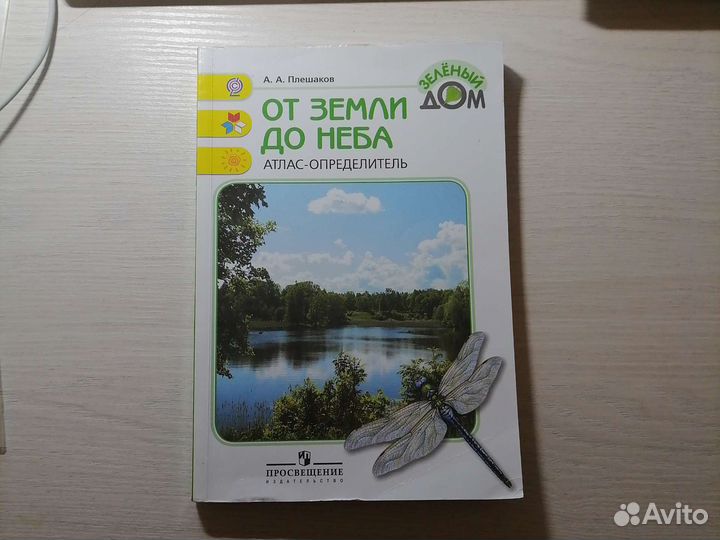 А. А. Плешаков
ЗЕЛЁНЫЙ
ДОМ
ОТ ЗЕМЛИ
ДО НЕБА
АТЛАС-ОПРЕДЕЛИТЕЛЬ
ПРОСВЕЩЕНИЕ
ИЗДАТЕЛЬСТВО
Avito